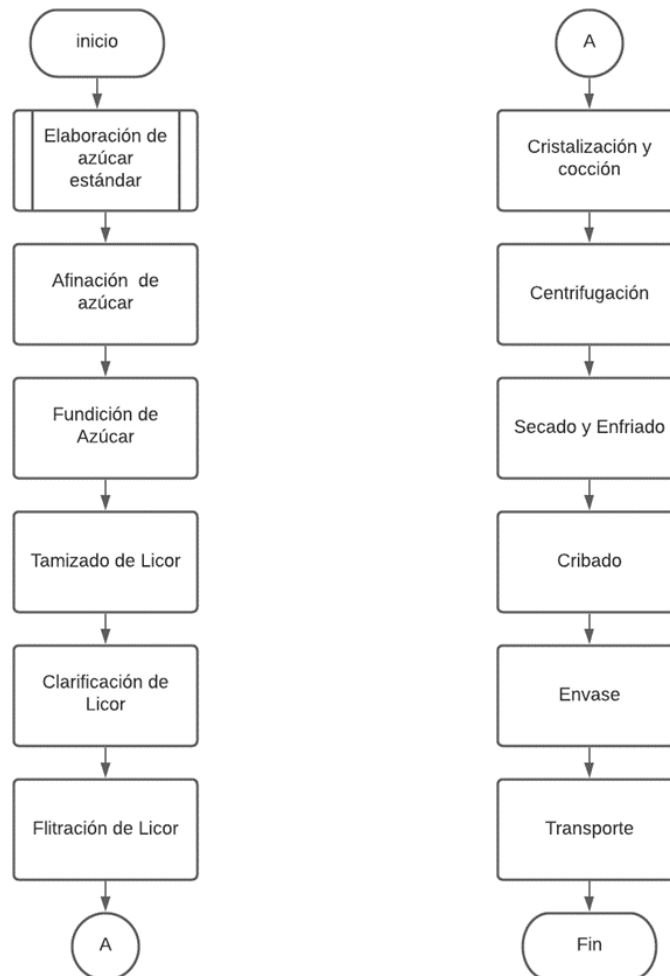 inicio
Elaboración de
azúcar
estándar
Afinación de
azúcar
Fundición de
Azúcar
Tamizado de Licor
Clarificación de
Licor
Flitración de Licor
A
A
Cristalización y
cocción
Centrifugación
Secado y Enfriado
Cribado
Envase
Transporte
Fin